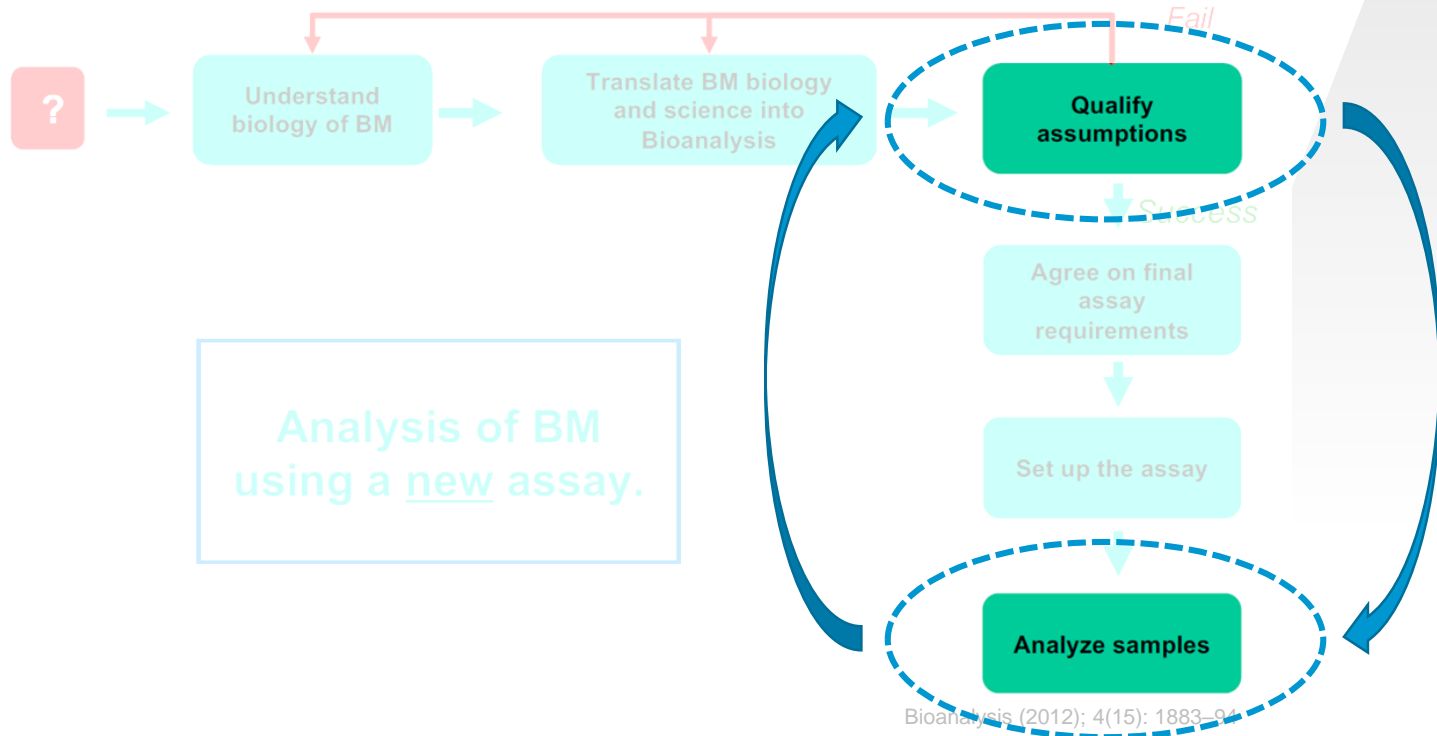 Fail
?
Understand
biology of BM
Translate BM biology
and science into
Bioanalysis
Qualify
assumptions
Success
Agree on final
assay
requirements
Analysis of BM
using a new assay.
Set up the assay
Analyze samples
Bioanalysis (2012); 4(15): 1883–94